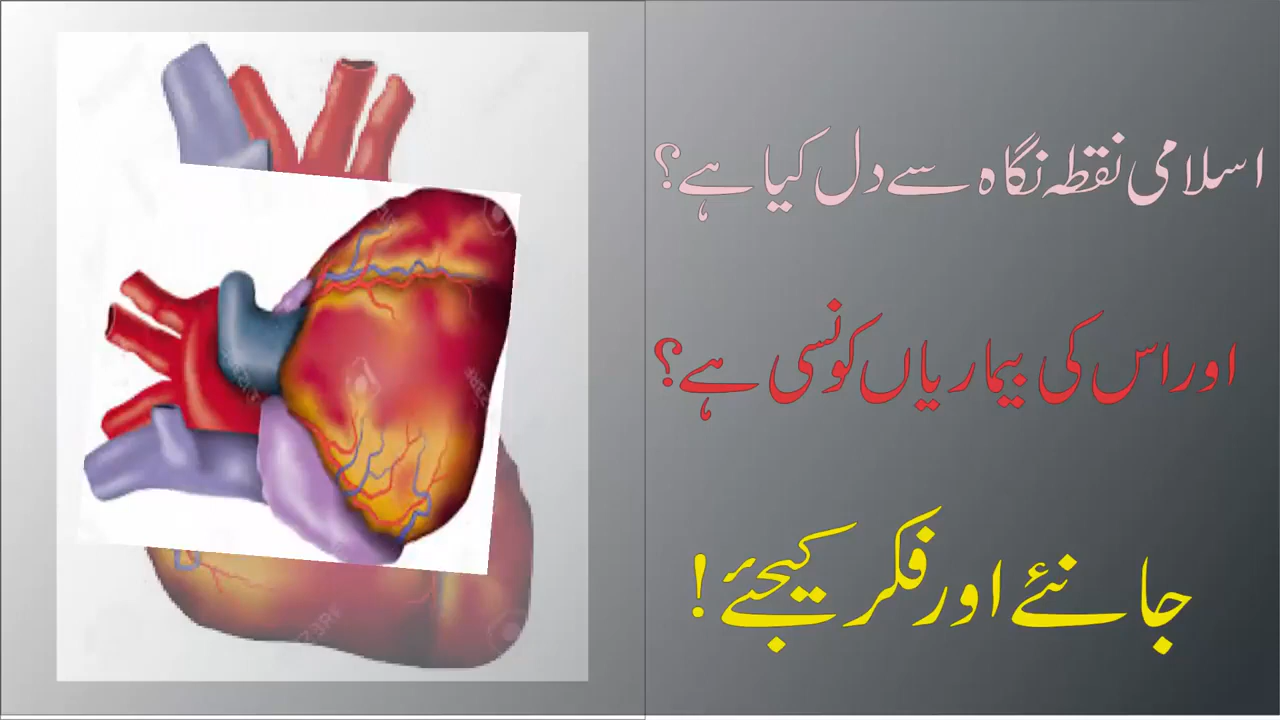 اسلامی نقطہ نگاہ سے دل کیا ہے؟
اور اس کی بیماریاں کونسی ہے؟
جانئے اور فکر کیجئے!